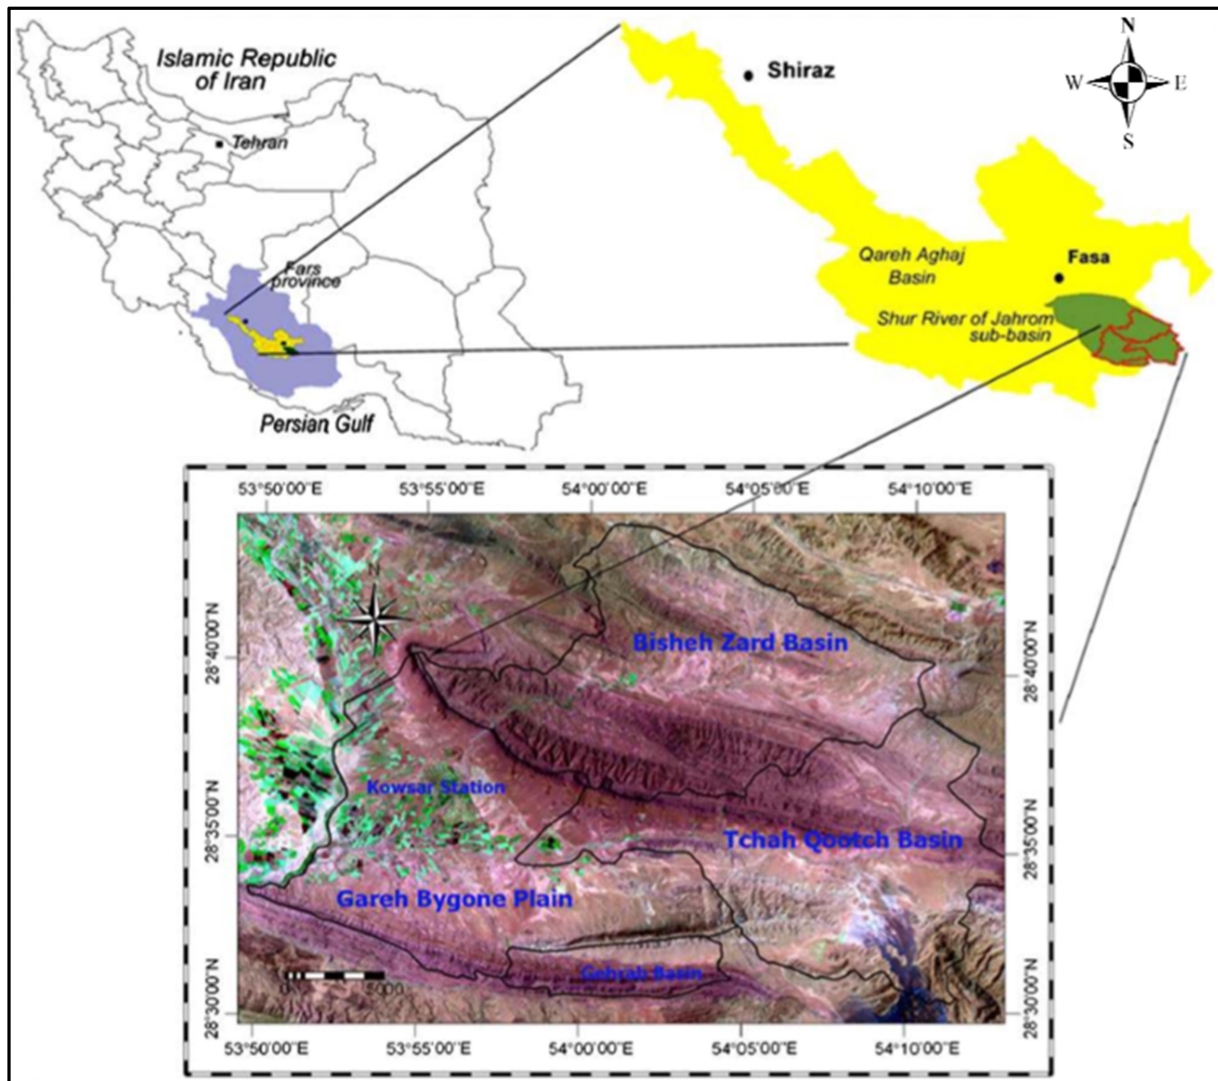 Islamic Republic
of Iran
Tehran
Fars
province
Persian Gulf
N
W
E
S
Shiraz
Qareh Aghaj
Basin
Fasa
Shur River of Jahrom
sub-basin
53°50'00"E
53°55'00"E
54°00'00"E
54°05'00"E
54°10'00"E
28°40'00"N
28°35'00"N
28°30'00"N
N
Bisheh Zard Basin
Kowsar Station
Tchah Qootch Basin
Gareh Bygone Plain
Gehrab Basin
0 5000
28°40'00"N
28°35'00"N
28°30'00"N
53°50'00"E
53°55'00"E
54°00'00"E
54°05'00"E
54°10'00"E